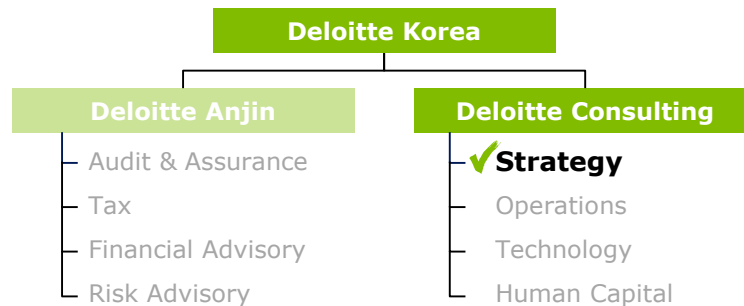 Deloitte Korea
Deloitte Anjin
Audit & Assurance
Tax
Financial Advisory
Risk Advisory
Deloitte Consulting
Strategy
Operations
Technology
Human Capital